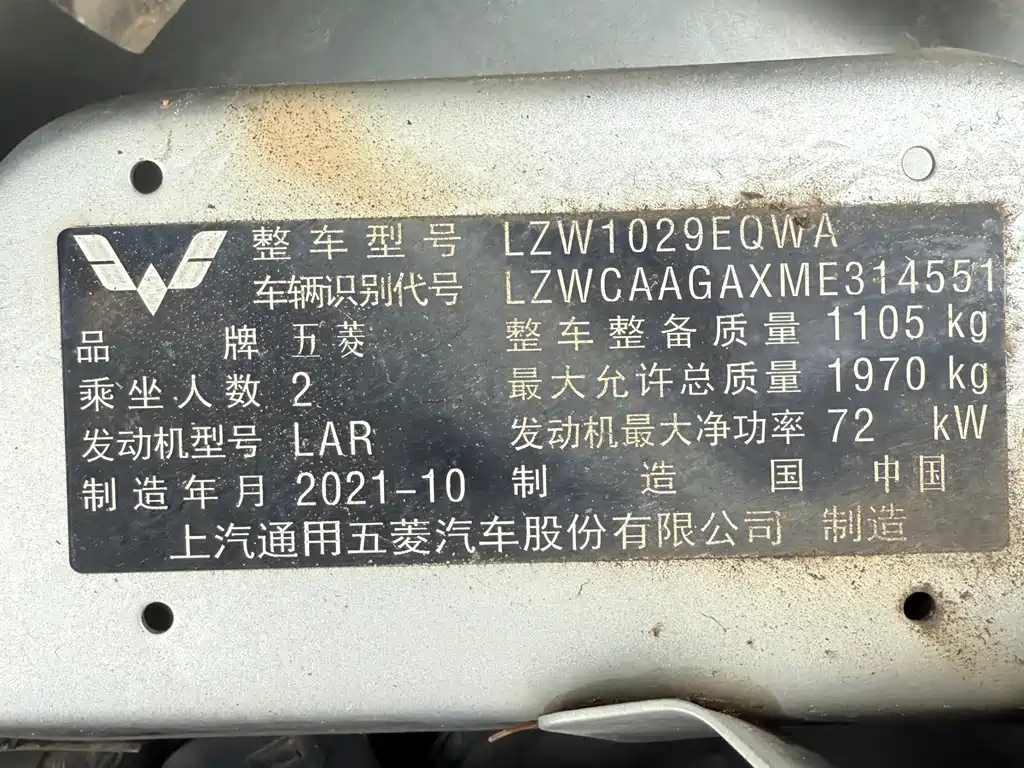 整车型号 LZW1029EQWA
车辆识别代号 LZWCAAGAXME314551
品牌 五菱 整车整备质量 1105 kg
乘坐人数 2 最大允许总质量 1970 kg
发动机型号 LAR 发动机最大净功率 72 kW
制造年月 2021-10 制造国 中国
上汽通用五菱汽车股份有限公司 制造